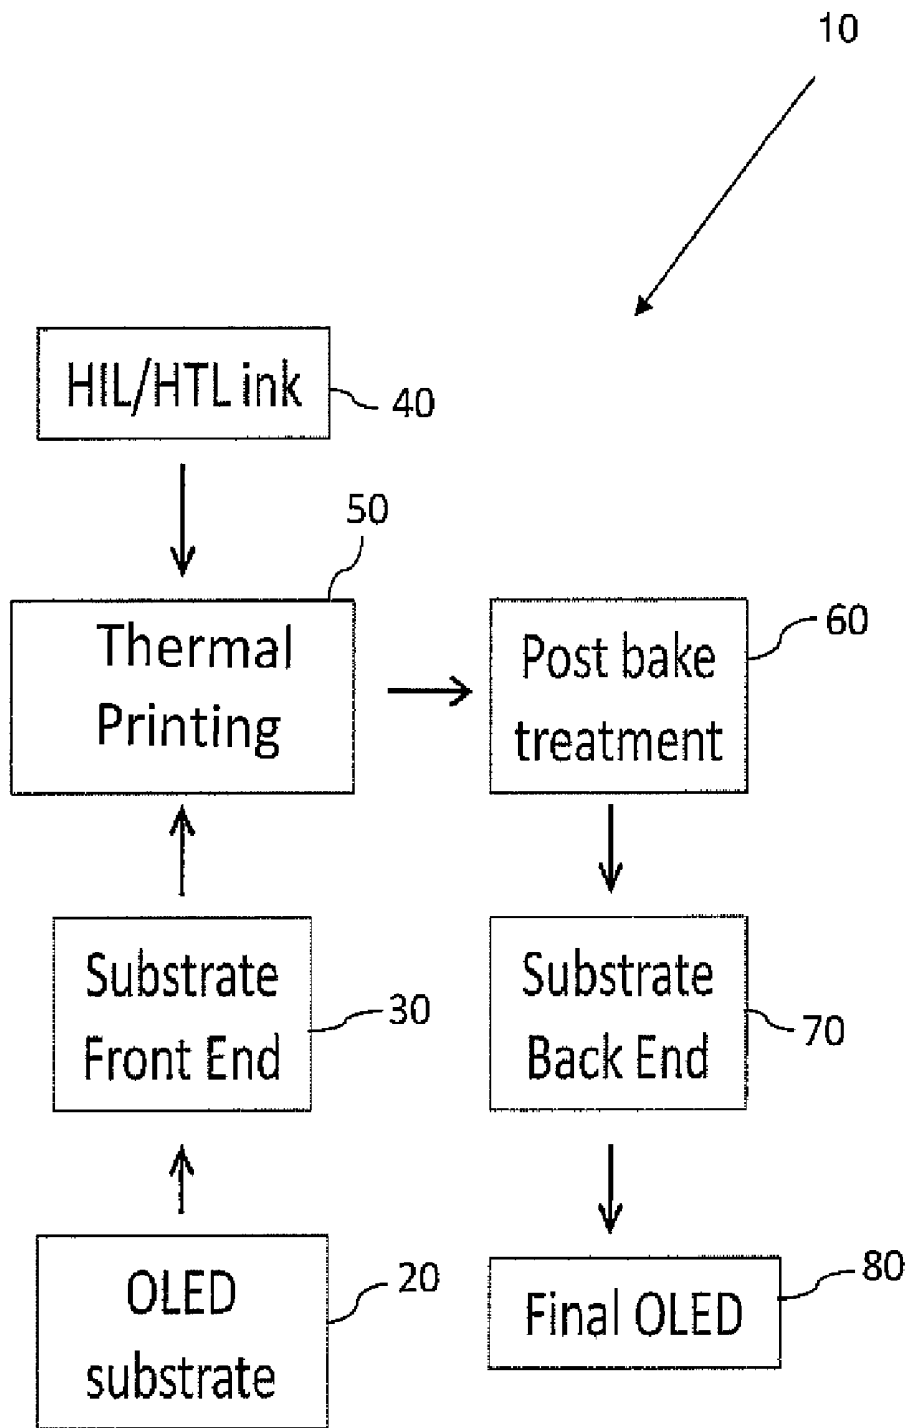 10
HIL/HTL ink
40
50
Thermal
Printing
60
Post bake
treatment
Substrate
Front End
30
Substrate
Back End
70
OLED
substrate
20
Final OLED
80